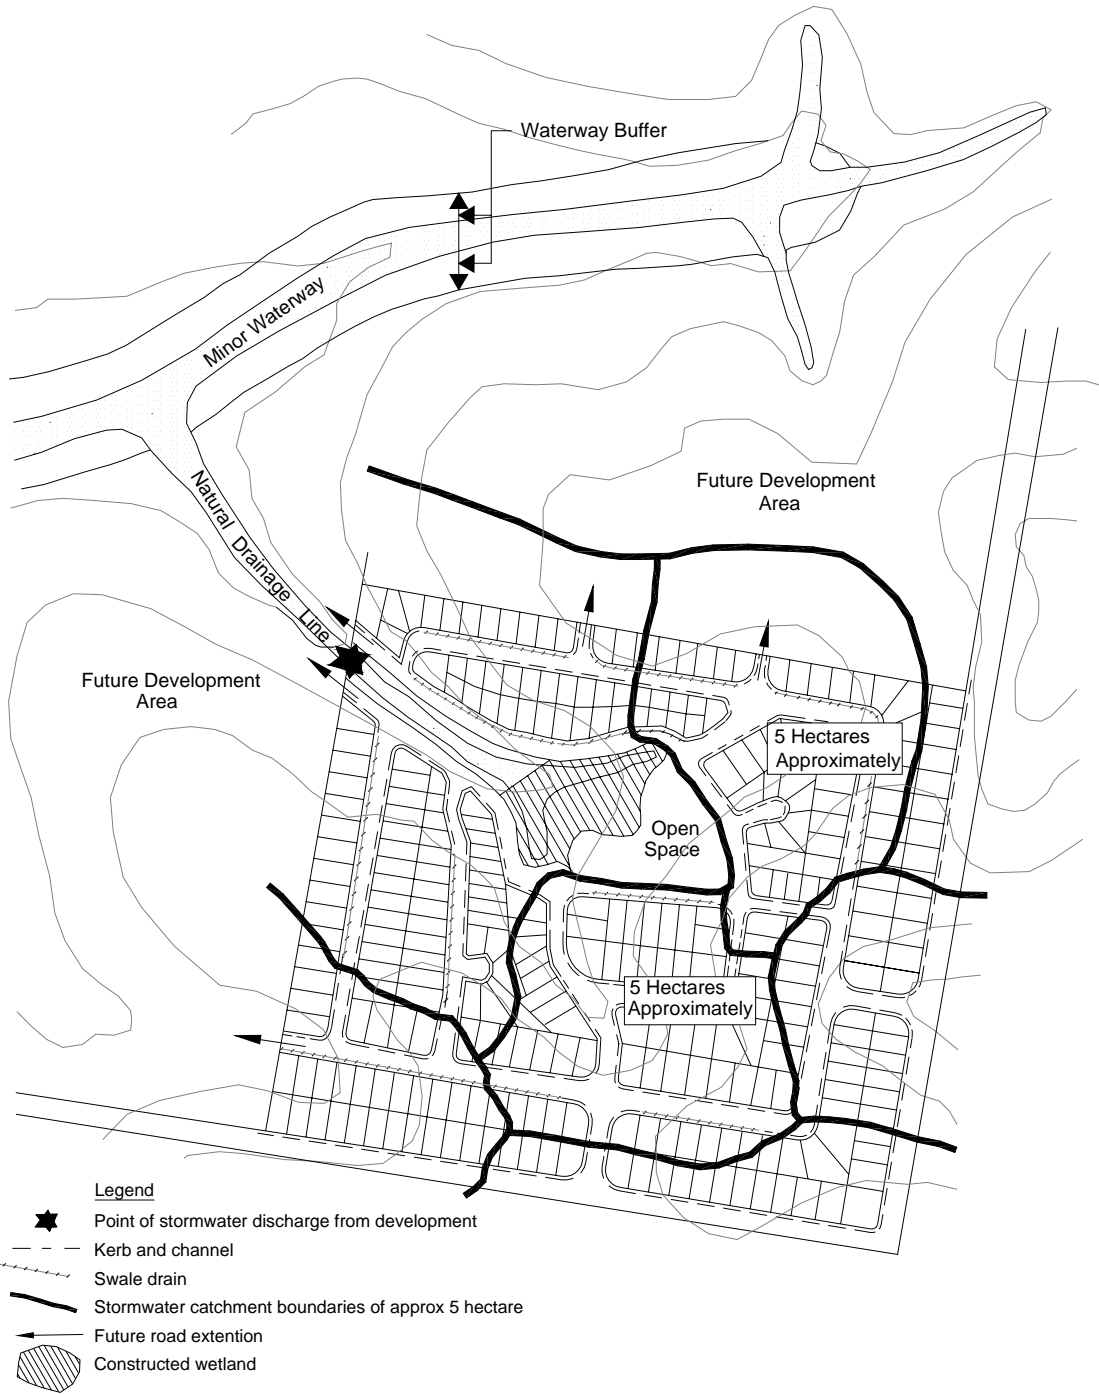 Waterway Buffer
Minor Waterway
Future Development
Area
Natural Drainage Line
Future Development
Area
5 Hectares
Approximately
Open
Space
5 Hectares
Approximately
Legend
Point of stormwater discharge from development
Kerb and channel
Swale drain
Stormwater catchment boundaries of approx 5 hectare
Future road extention
Constructed wetland